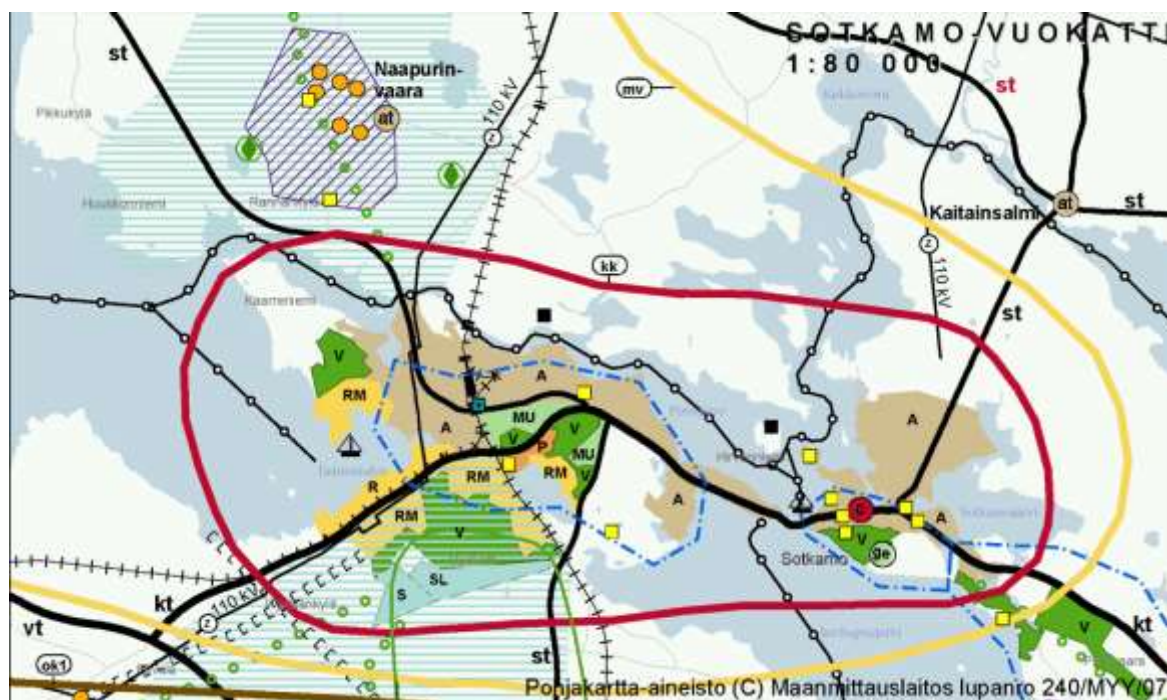 SOTKAMO-VUOKATTI
1:80 000
st
Naapurin-
vaara
at
110 kV
z
mv
st
Pikkukylä
at
st
Kaitainsalmi
z
110 kV
kk
st
V
RM
A
A
MU
V
P
V
MU
V
RM
RM
A
A
A
R
RM
V
c
V
ge
Sotkamo
SL
S
z
110 kV
kt
vt
ok1
st
V
kt
Pohjakartta-aineisto (C) Maanmittauslaitos lupanro 240/MYY/07